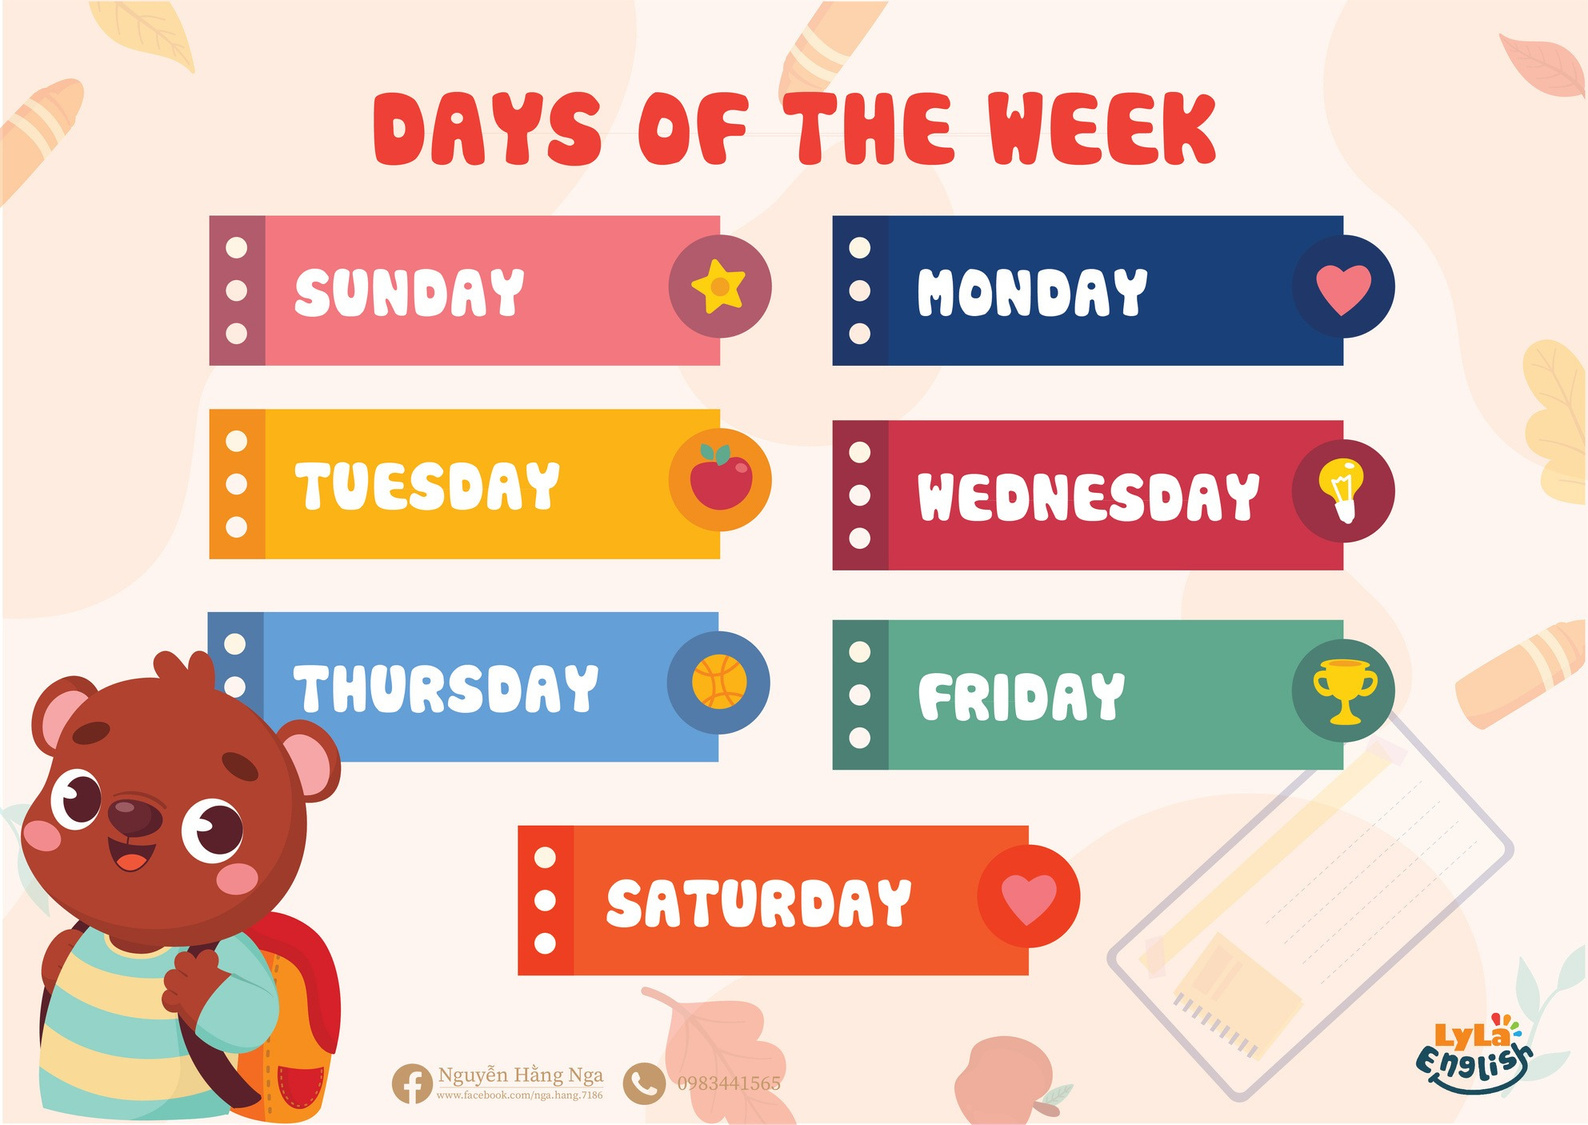 DAYS OF THE WEEK
SUNDAY
MONDAY
TUESDAY
WEDNESDAY
THURSDAY
FRIDAY
SATURDAY
Nguyễn Hằng Nga
www.facebook.com/nga.hang.7186
0983441565
LyLa
English